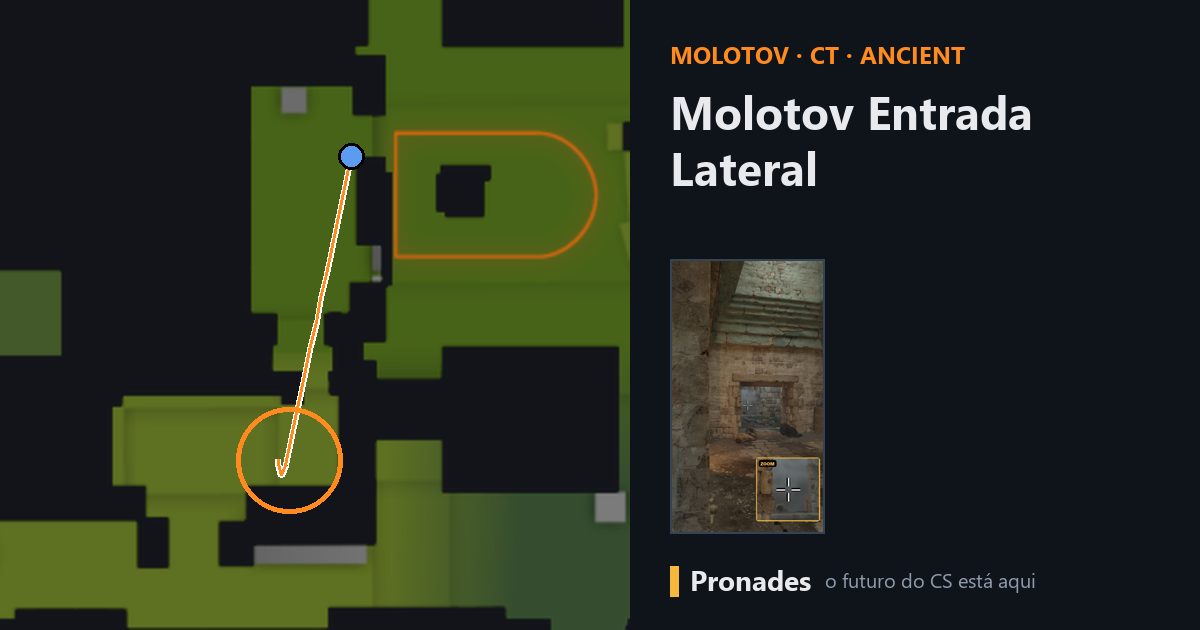 MOLOTOV · CT · ANCIENT
Molotov Entrada
Lateral
ZOOM
Pronades
o futuro do CS está aqui